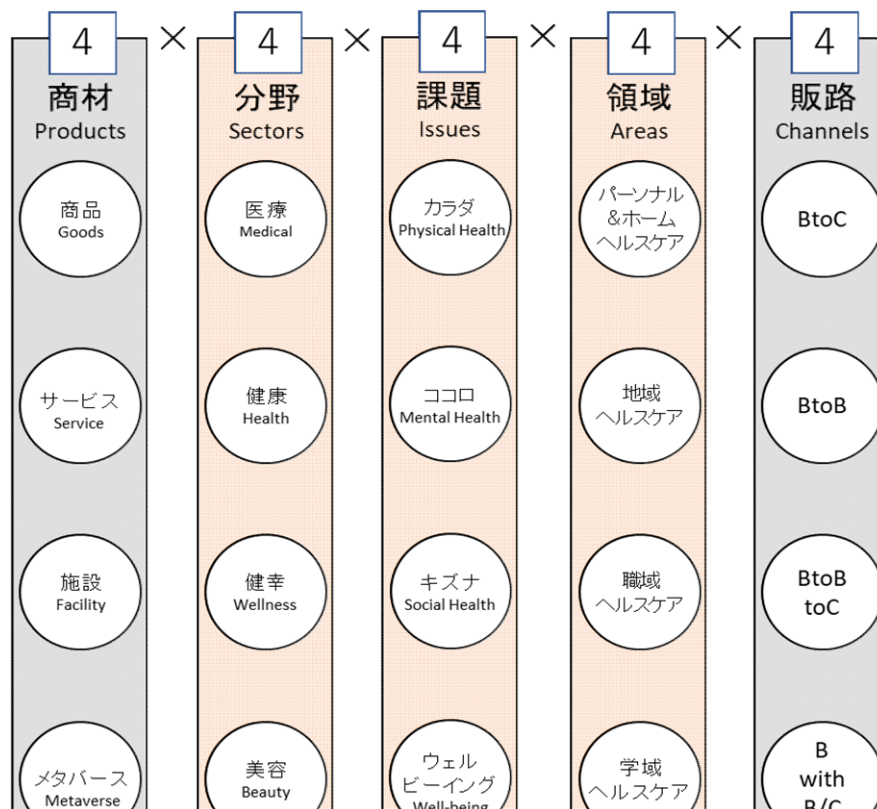 4 × 4 × 4 × 4 × 4
商材
Products
商品
Goods
サービス
Service
施設
Facility
メタバース
Metaverse
分野
Sectors
医療
Medical
健康
Health
健幸
Wellness
美容
Beauty
課題
Issues
カラダ
Physical Health
ココロ
Mental Health
キズナ
Social Health
ウェル
ビーイング
Well-being
領域
Areas
パーソナル
&ホーム
ヘルスケア
地域
ヘルスケア
職域
ヘルスケア
学域
ヘルスケア
販路
Channels
BtoC
BtoB
BtoB
toC
B
with
B/C